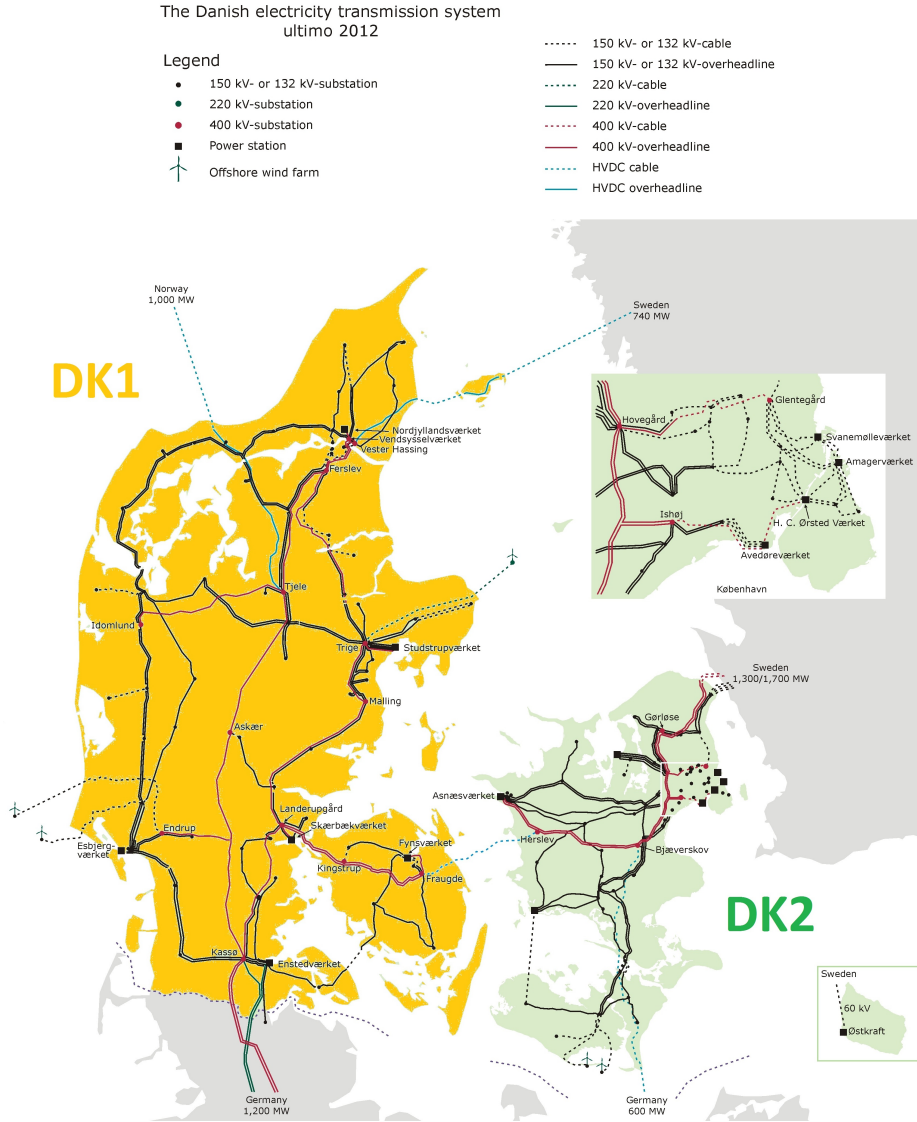 The Danish electricity transmission system
ultimo 2012
Legend
150 kV- or 132 kV-substation
220 kV-substation
400 kV-substation
Power station
Offshore wind farm
150 kV- or 132 kV-cable
150 kV- or 132 kV-overheadline
220 kV-cable
220 kV-overheadline
400 kV-cable
400 kV-overheadline
HVDC cable
HVDC overheadline
Norway
1,000 MW
Sweden
740 MW
DK1
Nordjyllandsværket
Vendsysselværket
Vester Hassing
Ferslev
Tjele
Idomlund
Trige
Studstrupværket
Malling
Askær
Landerupgård
Skærbækværket
Endrup
Esbjerg-
værket
Fynsværket
Kingstrup
Fraugde
Kassø
Enstedværket
Germany
1,200 MW
Hovegård
Glentegård
Svanemølleværket
Amagerværket
H. C. Ørsted Værket
Ishøj
Avedøreværket
København
Sweden
1,300/1,700 MW
Gørløse
Asnæsværket
Herslev
Bjæverskov
DK2
Germany
600 MW
Sweden
60 kV
Østkraft